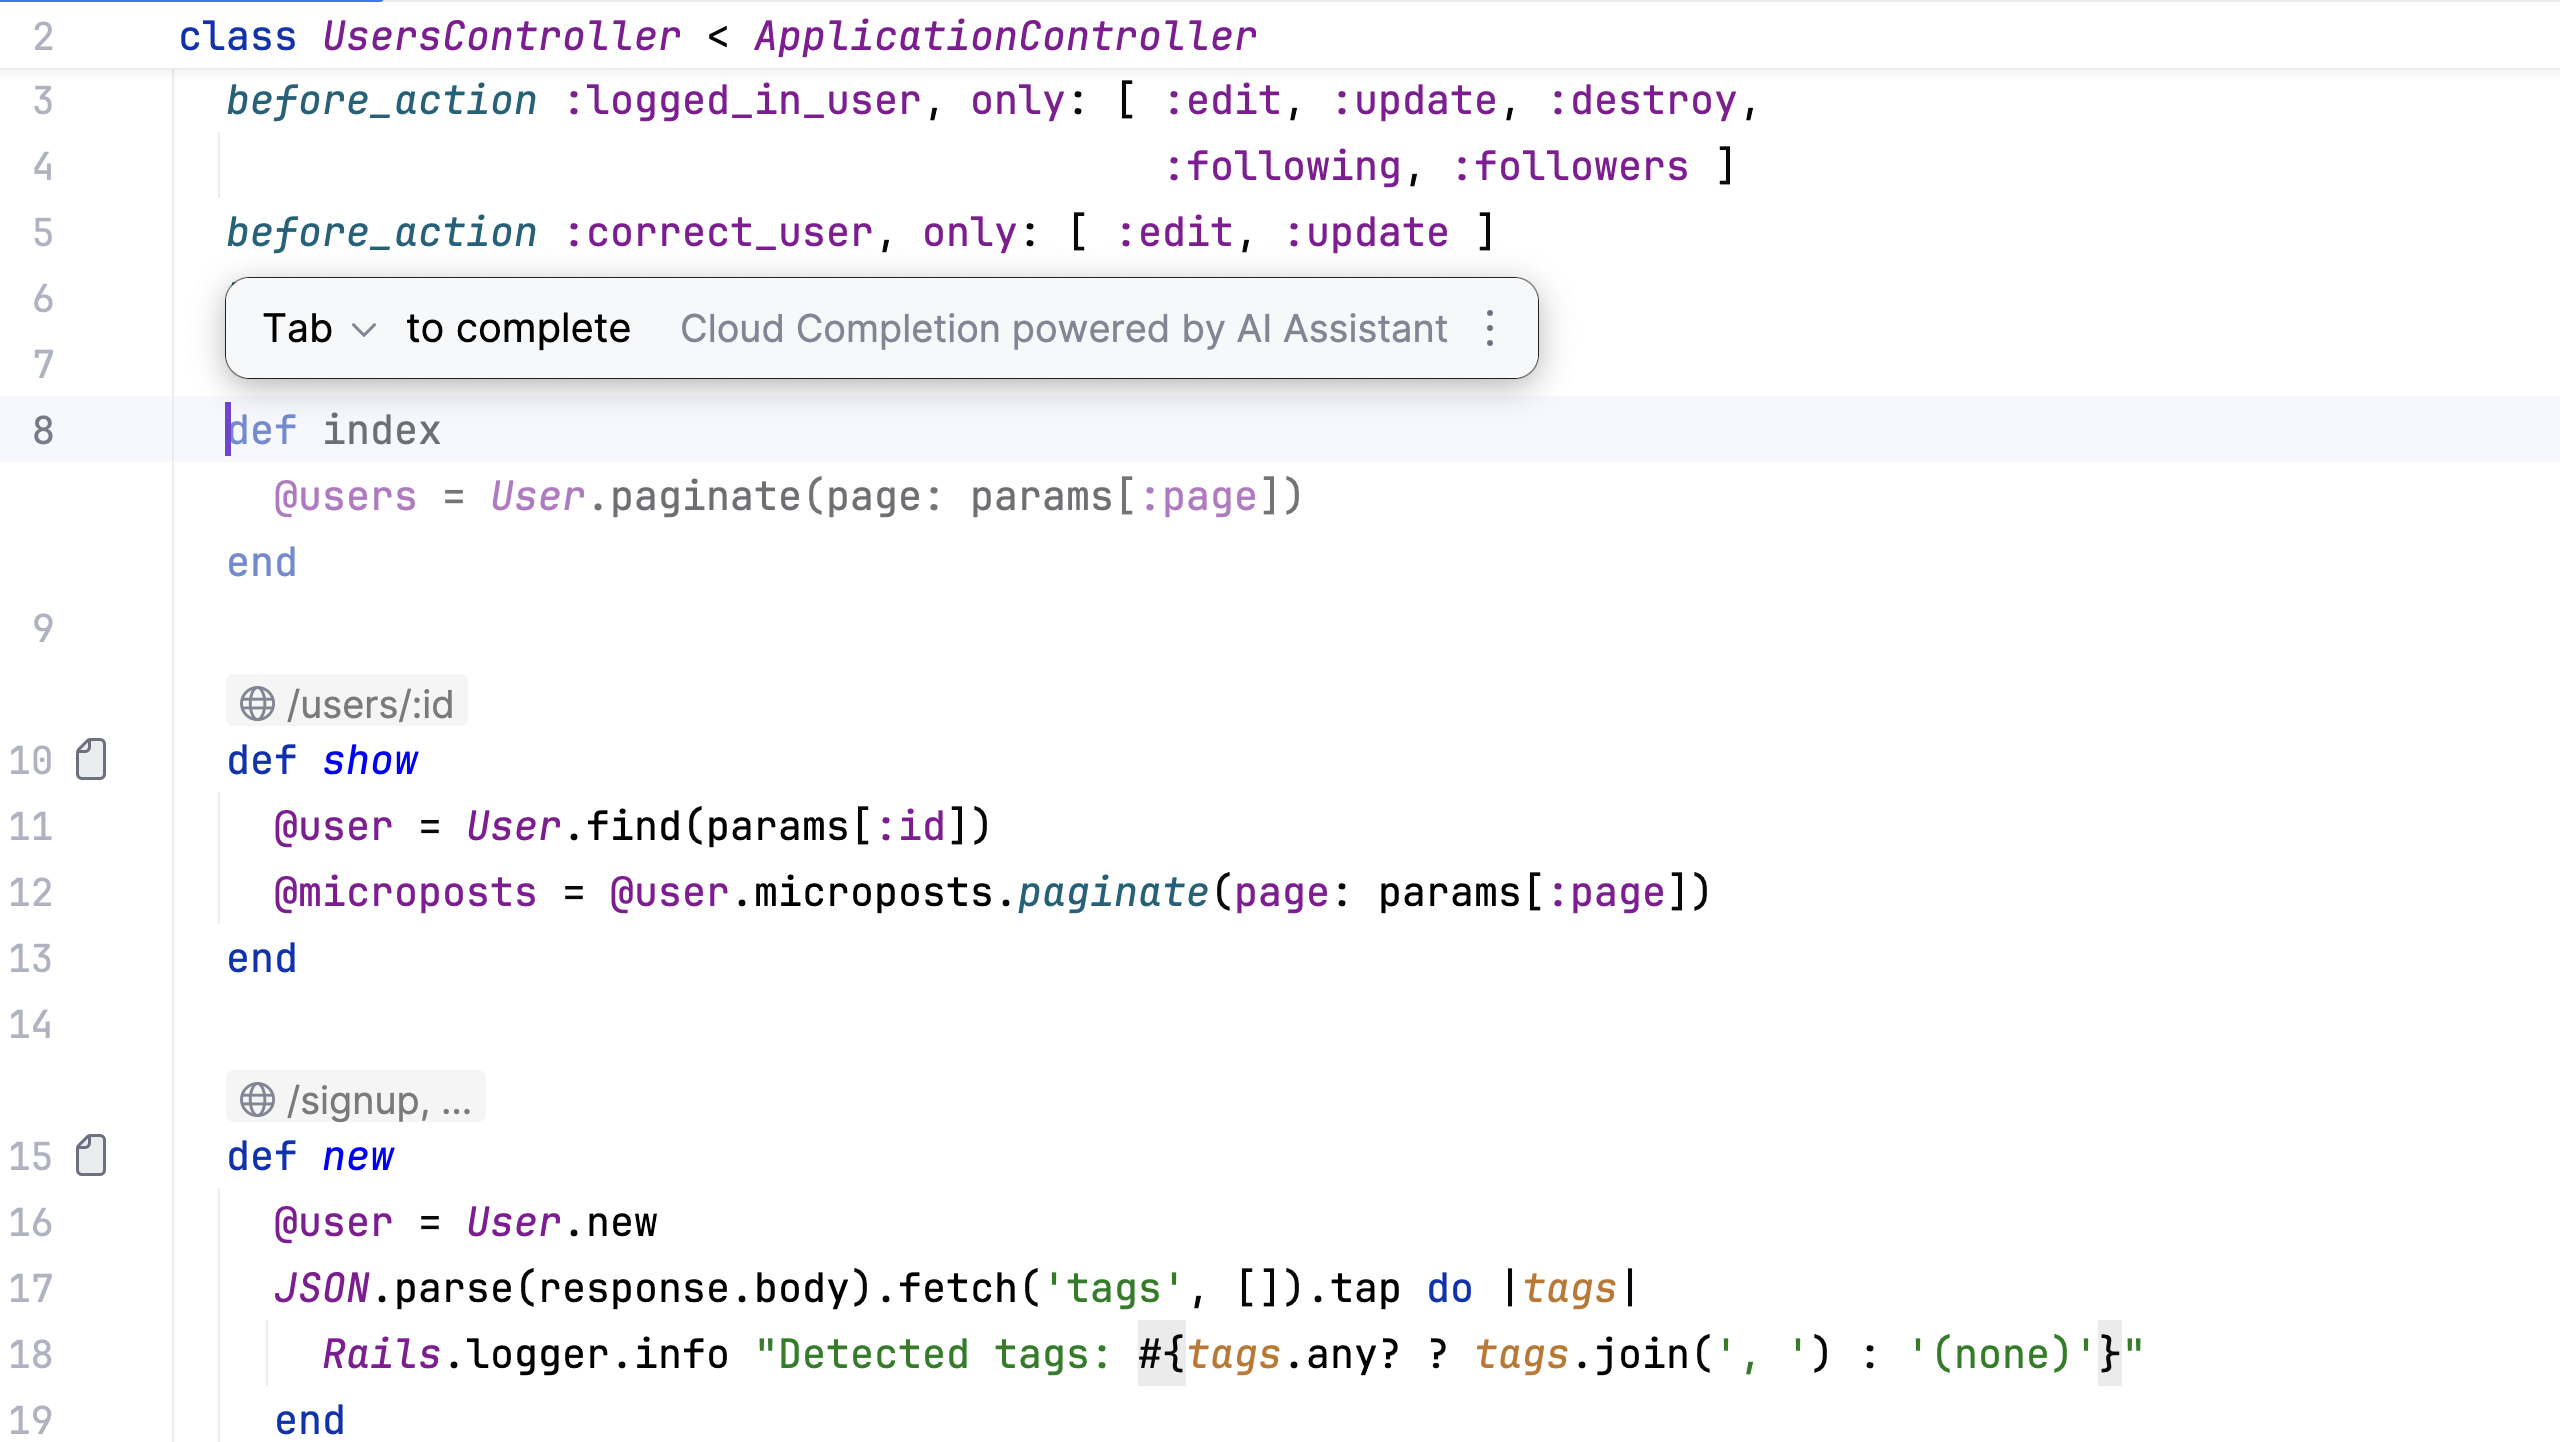 2 class UsersController < ApplicationController
3 before_action :logged_in_user, only: [ :edit, :update, :destroy,
4 :following, :followers ]
5 before_action :correct_user, only: [ :edit, :update ]
6
Tab to complete Cloud Completion powered by AI Assistant
7
8 def index
@users = User.paginate(page: params[:page])
end
9
/users/:id
10 def show
11 @user = User.find(params[:id])
12 @microposts = @user.microposts.paginate(page: params[:page])
13 end
14
/signup, ...
15 def new
16 @user = User.new
17 JSON.parse(response.body).fetch('tags', []).tap do |tags|
18 Rails.logger.info "Detected tags: #{tags.any? ? tags.join(', ') : '(none)'}"
19 end